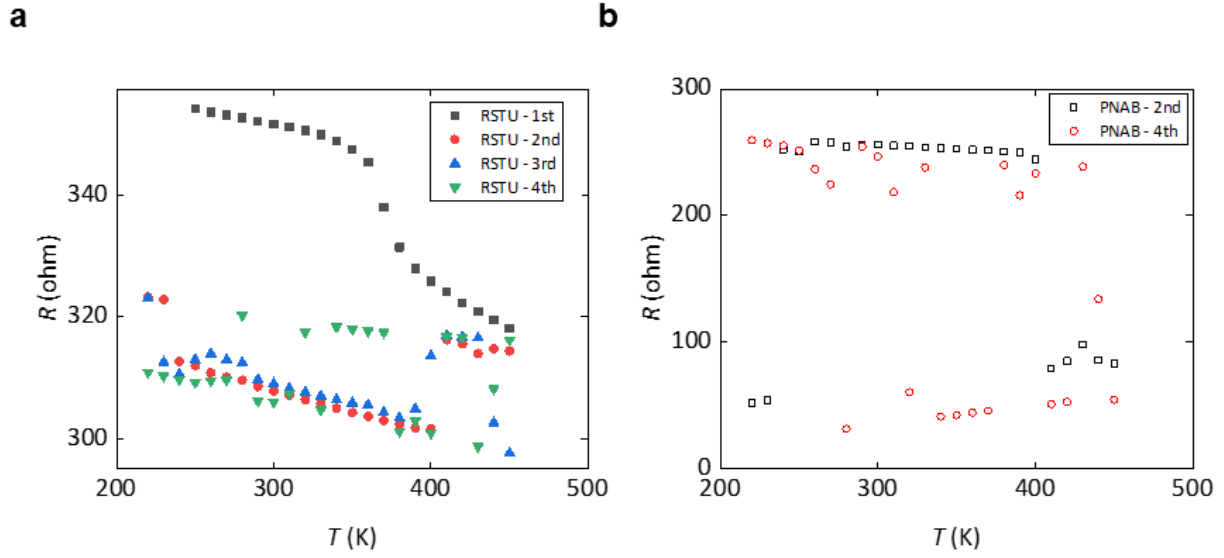 a
RSTU - 1st
RSTU - 2nd
RSTU - 3rd
RSTU - 4th
340
320
300
R (ohm)
200
300
400
500
T (K)
b
PNAB - 2nd
PNAB - 4th
300
200
100
0
R (ohm)
200
300
400
500
T (K)